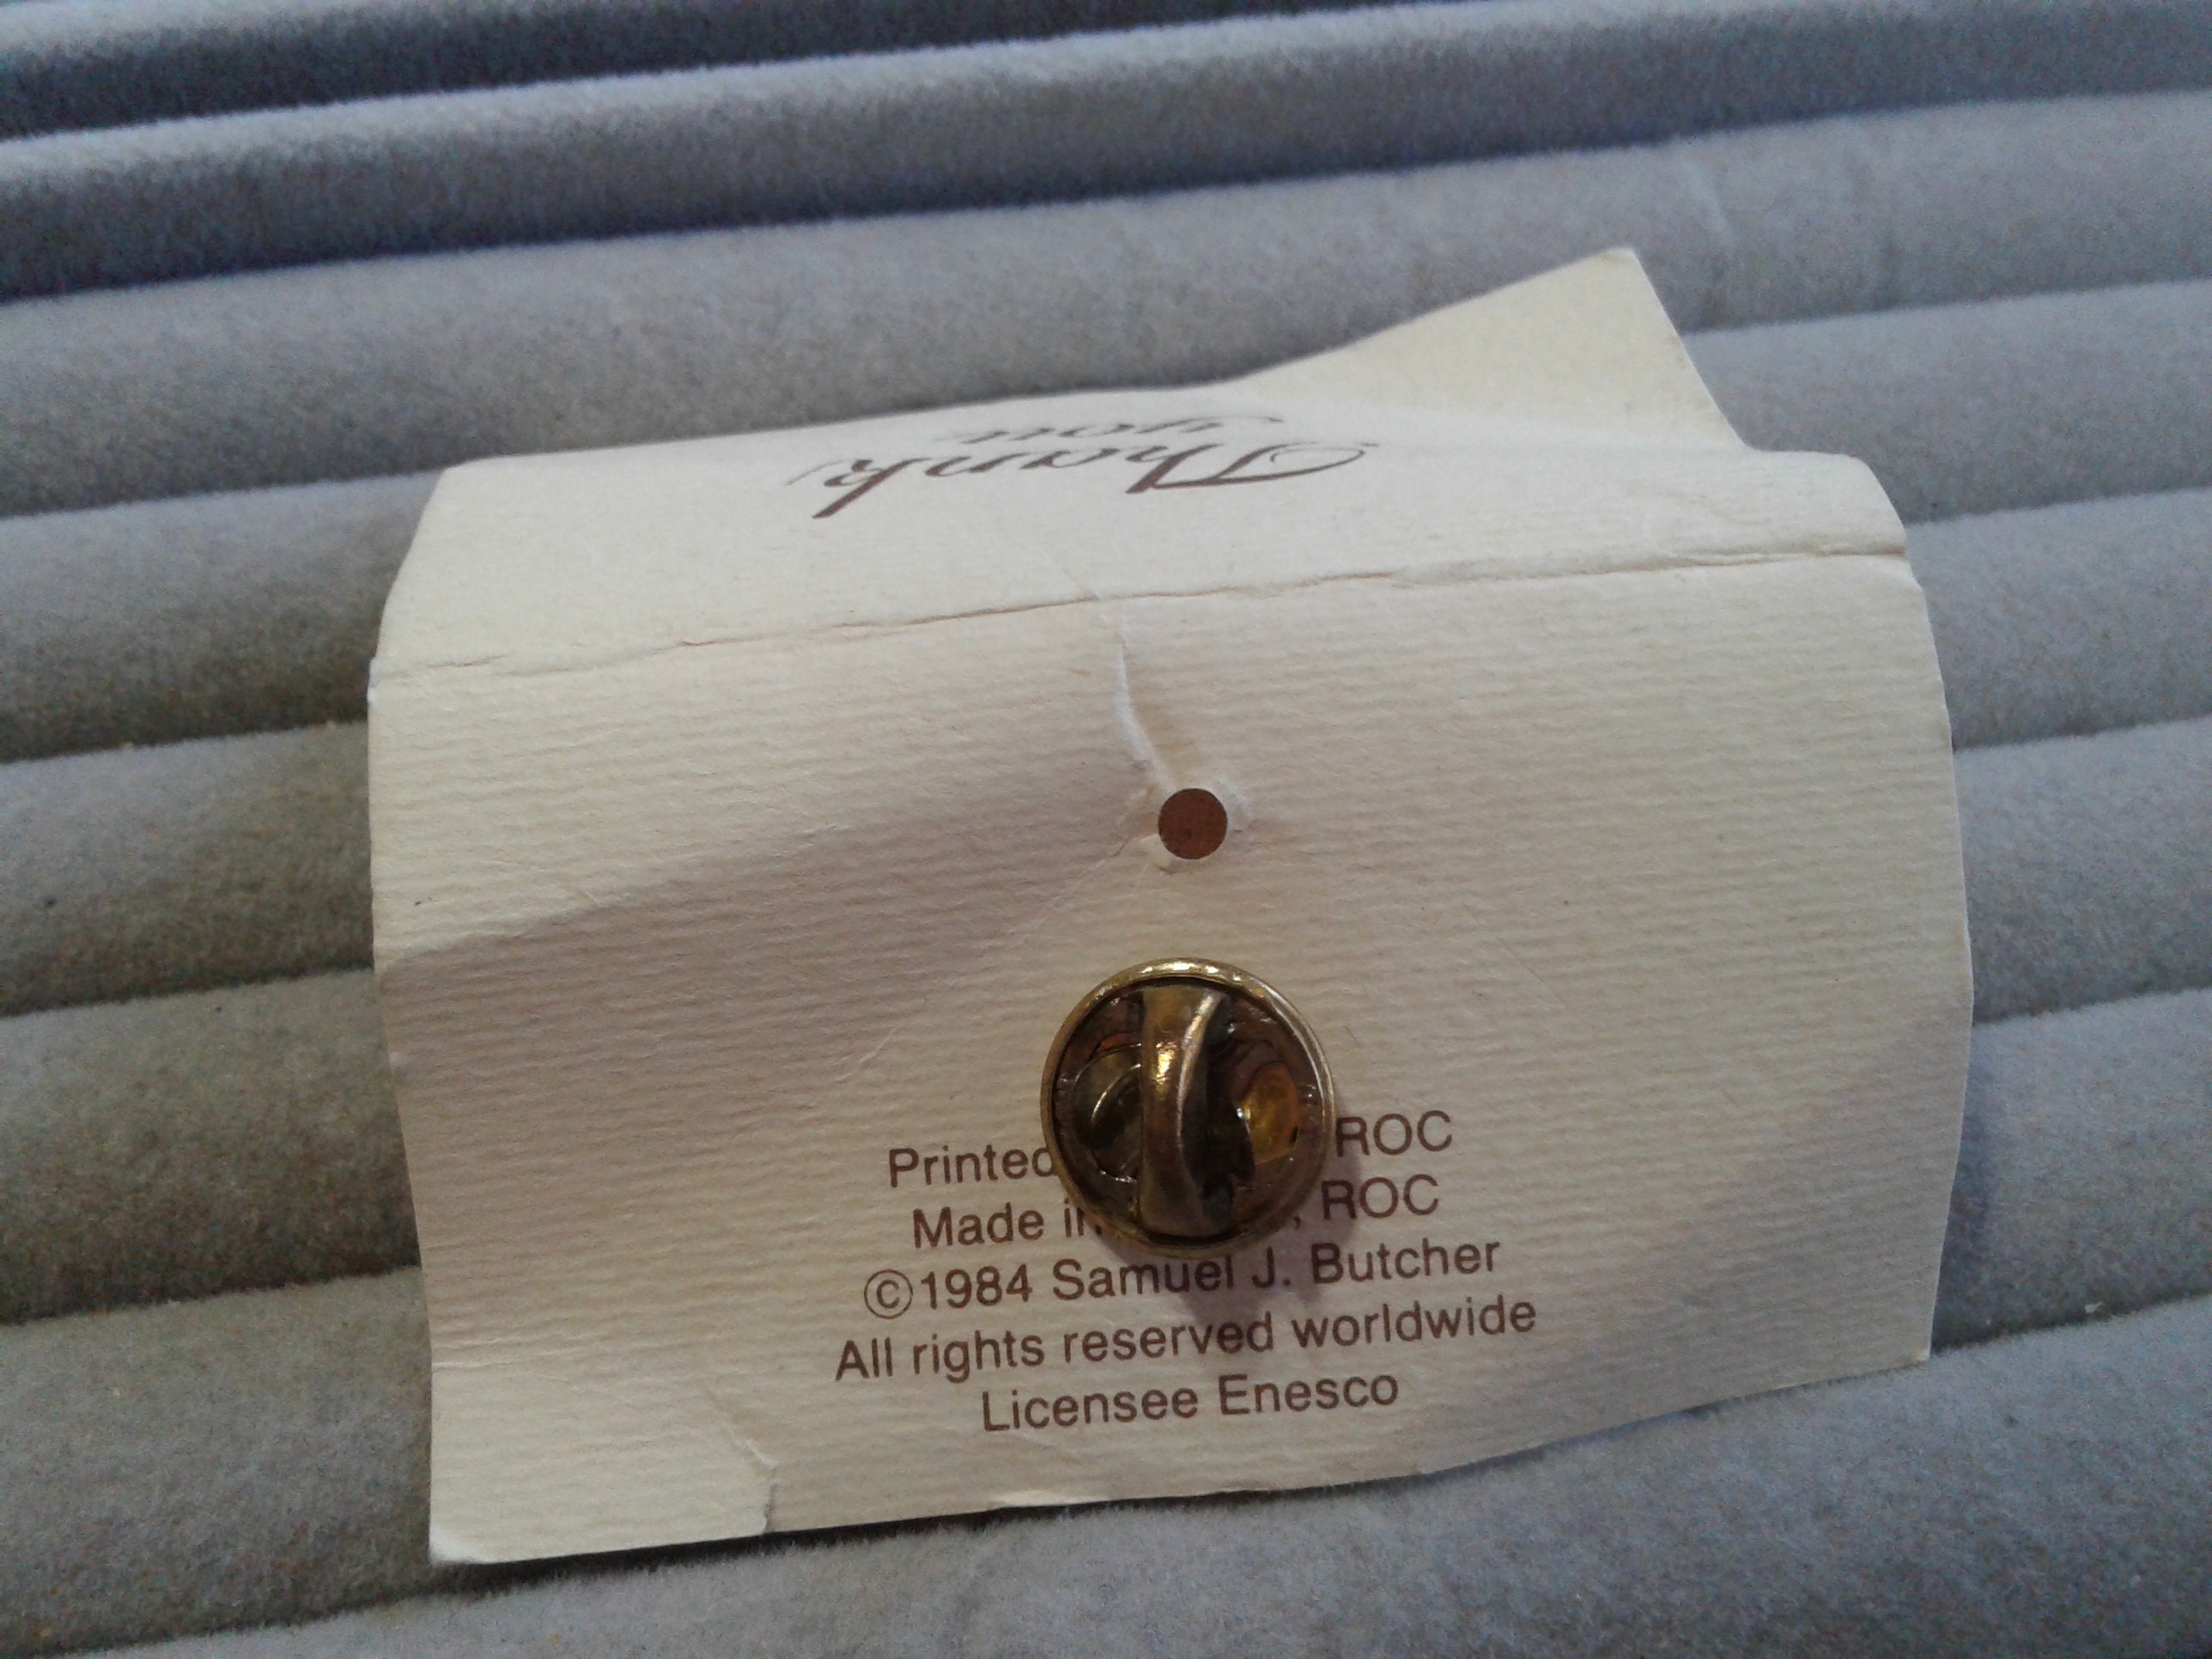 Thank
you
Printed ROC
Made in ROC
©1984 Samuel J. Butcher
All rights reserved worldwide
Licensee Enesco